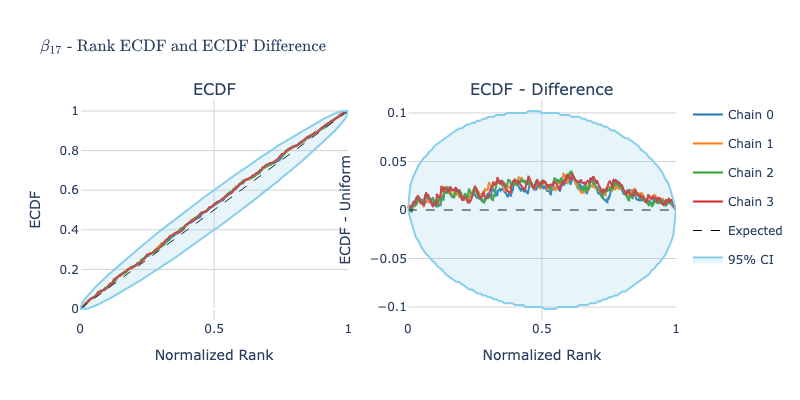 β₁₇ - Rank ECDF and ECDF Difference
ECDF
ECDF - Difference
ECDF
1
0.8
0.6
0.4
0.2
0
0
0.5
1
Normalized Rank
ECDF - Uniform
0.1
0.05
0
−0.05
−0.1
0
0.5
1
Normalized Rank
Chain 0
Chain 1
Chain 2
Chain 3
Expected
95% CI